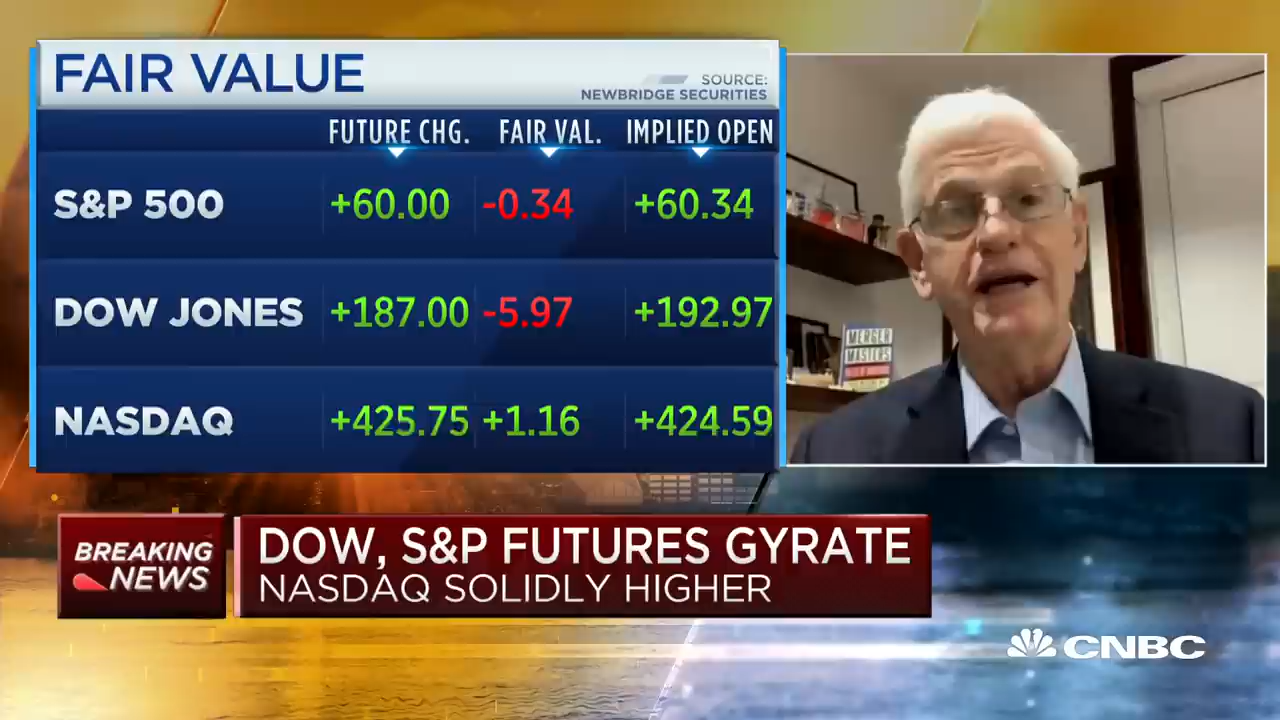 FAIR VALUE
SOURCE:
NEWBRIDGE SECURITIES
FUTURE CHG. FAIR VAL. IMPLIED OPEN
S&P 500 +60.00 -0.34 +60.34
DOW JONES +187.00 -5.97 +192.97
NASDAQ +425.75 +1.16 +424.59
MERGER
MASTERS
BREAKING
NEWS
DOW, S&P FUTURES GYRATE
NASDAQ SOLIDLY HIGHER
CNBC